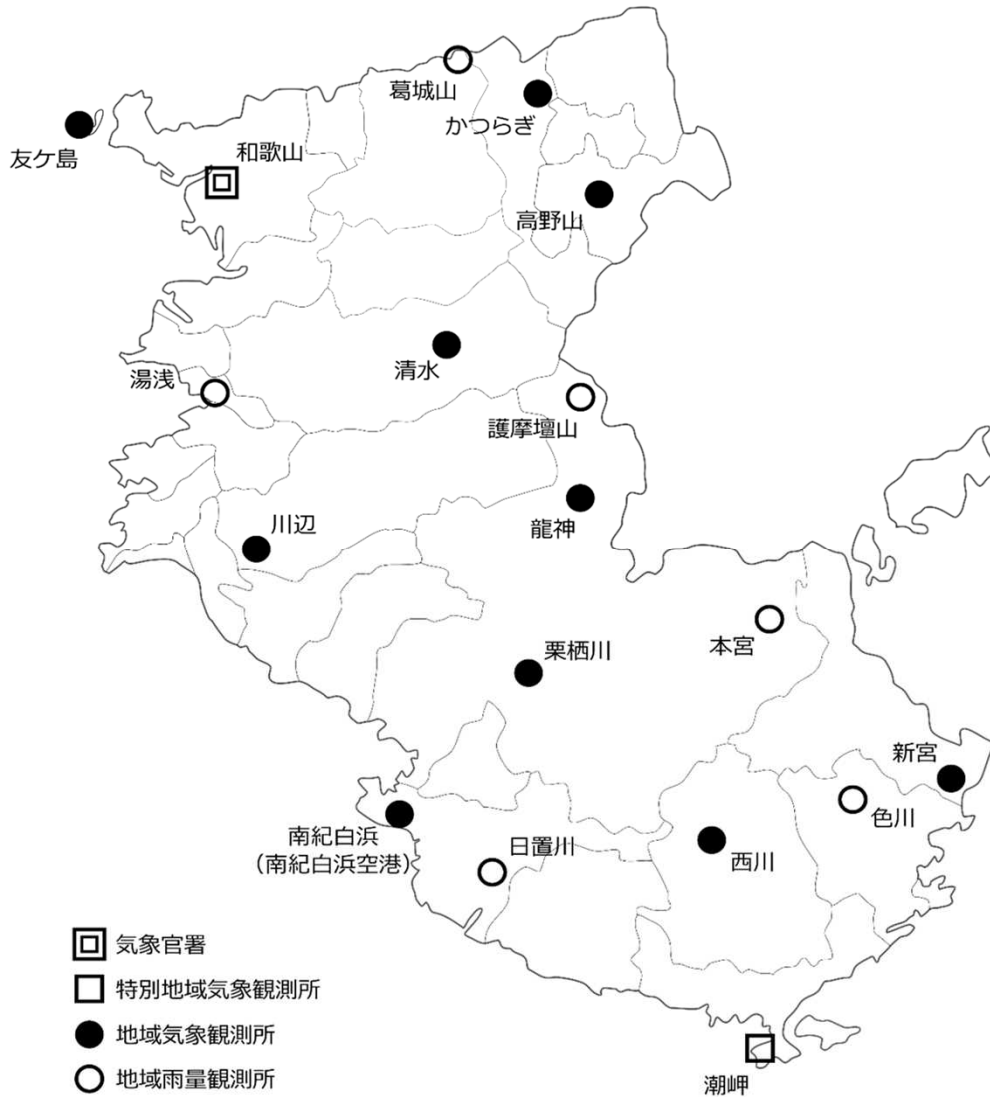 葛城山
かつらぎ
友ケ島
和歌山
高野山
清水
湯浅
護摩壇山
龍神
川辺
本宮
栗栖川
新宮
色川
南紀白浜
(南紀白浜空港)
日置川
西川
気象官署
特別地域気象観測所
地域気象観測所
地域雨量観測所
潮岬